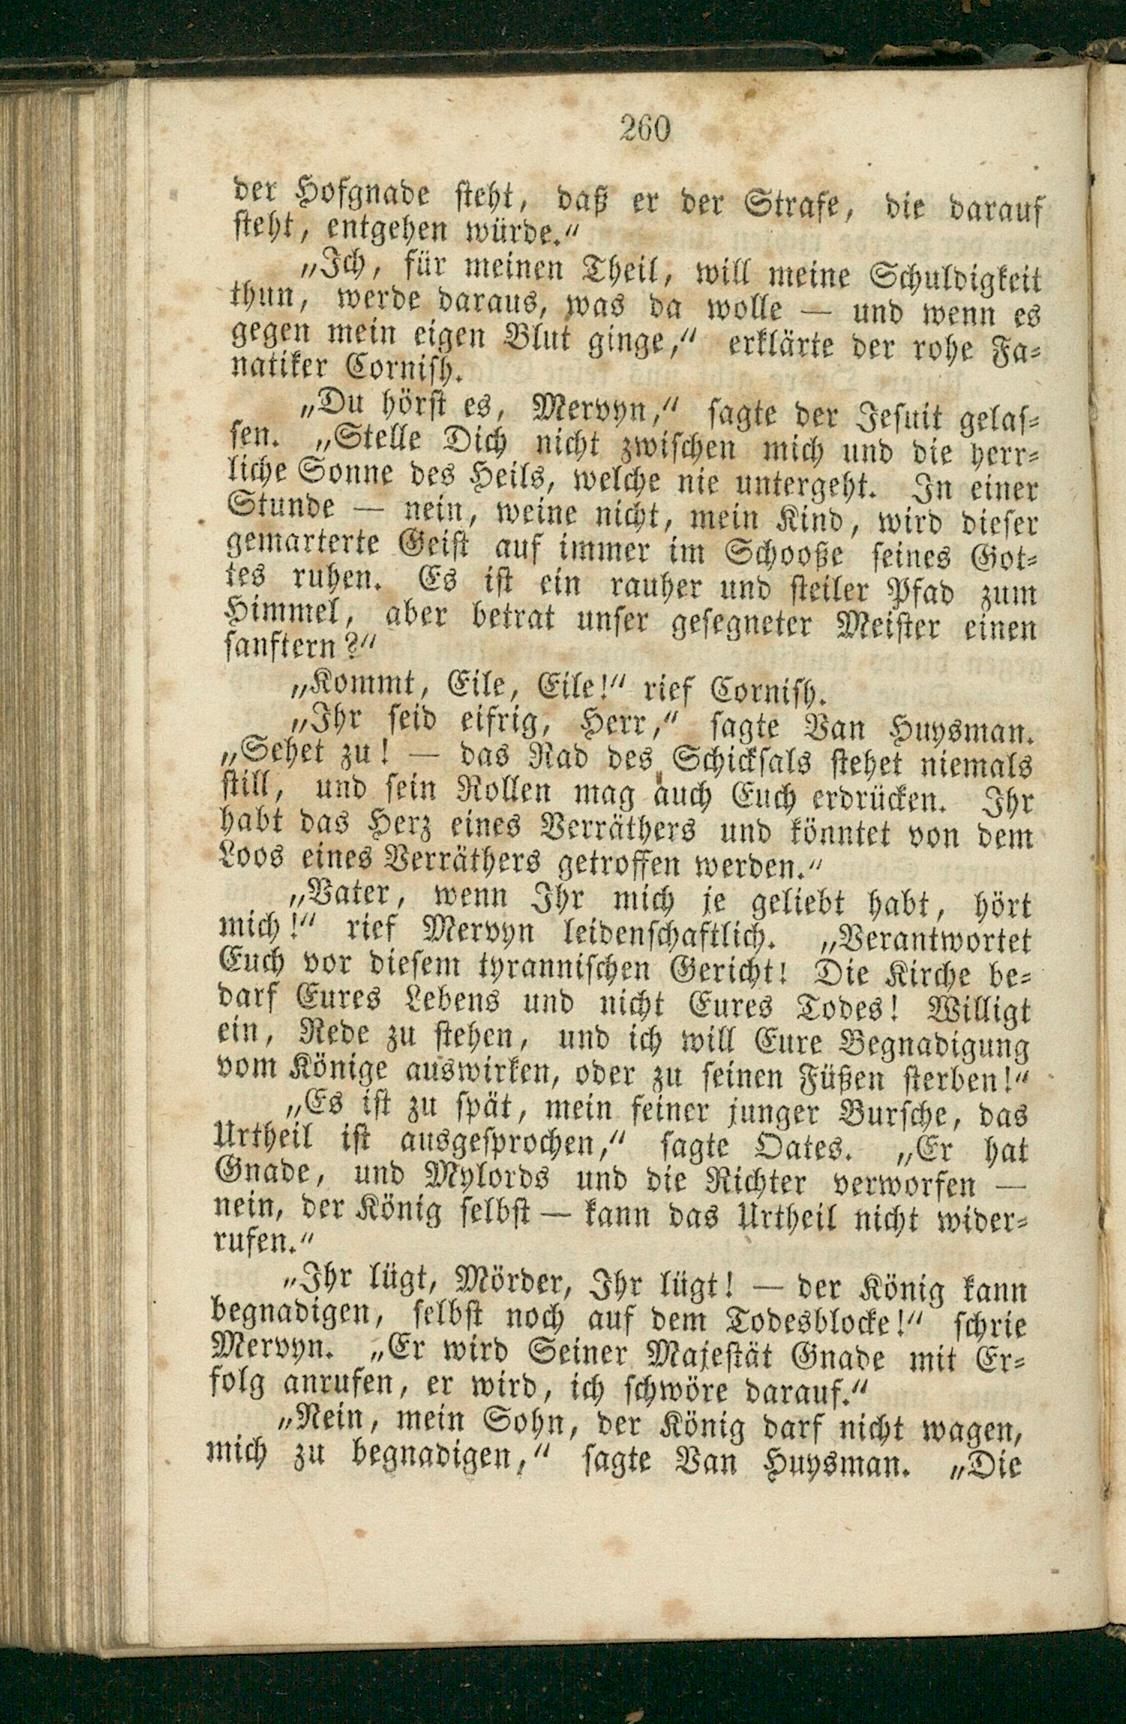 260
der Hofgnade steht, daß er der Strafe, die darauf
steht, entgehen würde.“
„Ich, für meinen Theil, will meine Schuldigkeit
thun, werde daraus, was da wolle — und wenn es
gegen mein eigen Blut ginge,“ erklärte der rohe Fa-
natiker Cornish.
„Du hörst es, Mervyn,“ sagte der Jesuit gelas-
sen. „Stelle Dich nicht zwischen mich und die herr-
liche Sonne des Heils, welche nie untergeht. In einer
Stunde — nein, weine nicht, mein Kind, wird dieser
gemarterte Geist auf immer im Schooße seines Got-
tes ruhen. Es ist ein rauher und steiler Pfad zum
Himmel, aber betrat unser gesegneter Meister einen
sanftern?“
„Kommt, Eile, Eile!“ rief Cornish.
„Ihr seid eifrig, Herr,“ sagte Van Huysman.
„Sehet zu! — das Rad des Schicksals stehet niemals
still, und sein Rollen mag auch Euch erdrücken. Ihr
habt das Herz eines Verräthers und könntet von dem
Loos eines Verräthers getroffen werden.“
„Vater, wenn Ihr mich je geliebt habt, hört
mich!“ rief Mervyn leidenschaftlich. „Verantwortet
Euch vor diesem tyrannischen Gericht! Die Kirche be-
darf Eures Lebens und nicht Eures Todes! Willigt
ein, Rede zu stehen, und ich will Eure Begnadigung
vom Könige auswirken, oder zu seinen Füßen sterben!“
„Es ist zu spät, mein feiner junger Bursche, das
Urtheil ist ausgesprochen,“ sagte Oates. „Er hat
Gnade, und Mylords und die Richter verworfen —
nein, der König selbst — kann das Urtheil nicht wider-
rufen.“
„Ihr lügt, Mörder, Ihr lügt! — der König kann
begnadigen, selbst noch auf dem Todesblocke!“ schrie
Mervyn. „Er wird Seiner Majestät Gnade mit Er-
folg anrufen, er wird, ich schwöre darauf.“
„Nein, mein Sohn, der König darf nicht wagen,
mich zu begnadigen,“ sagte Van Huysman. „Die